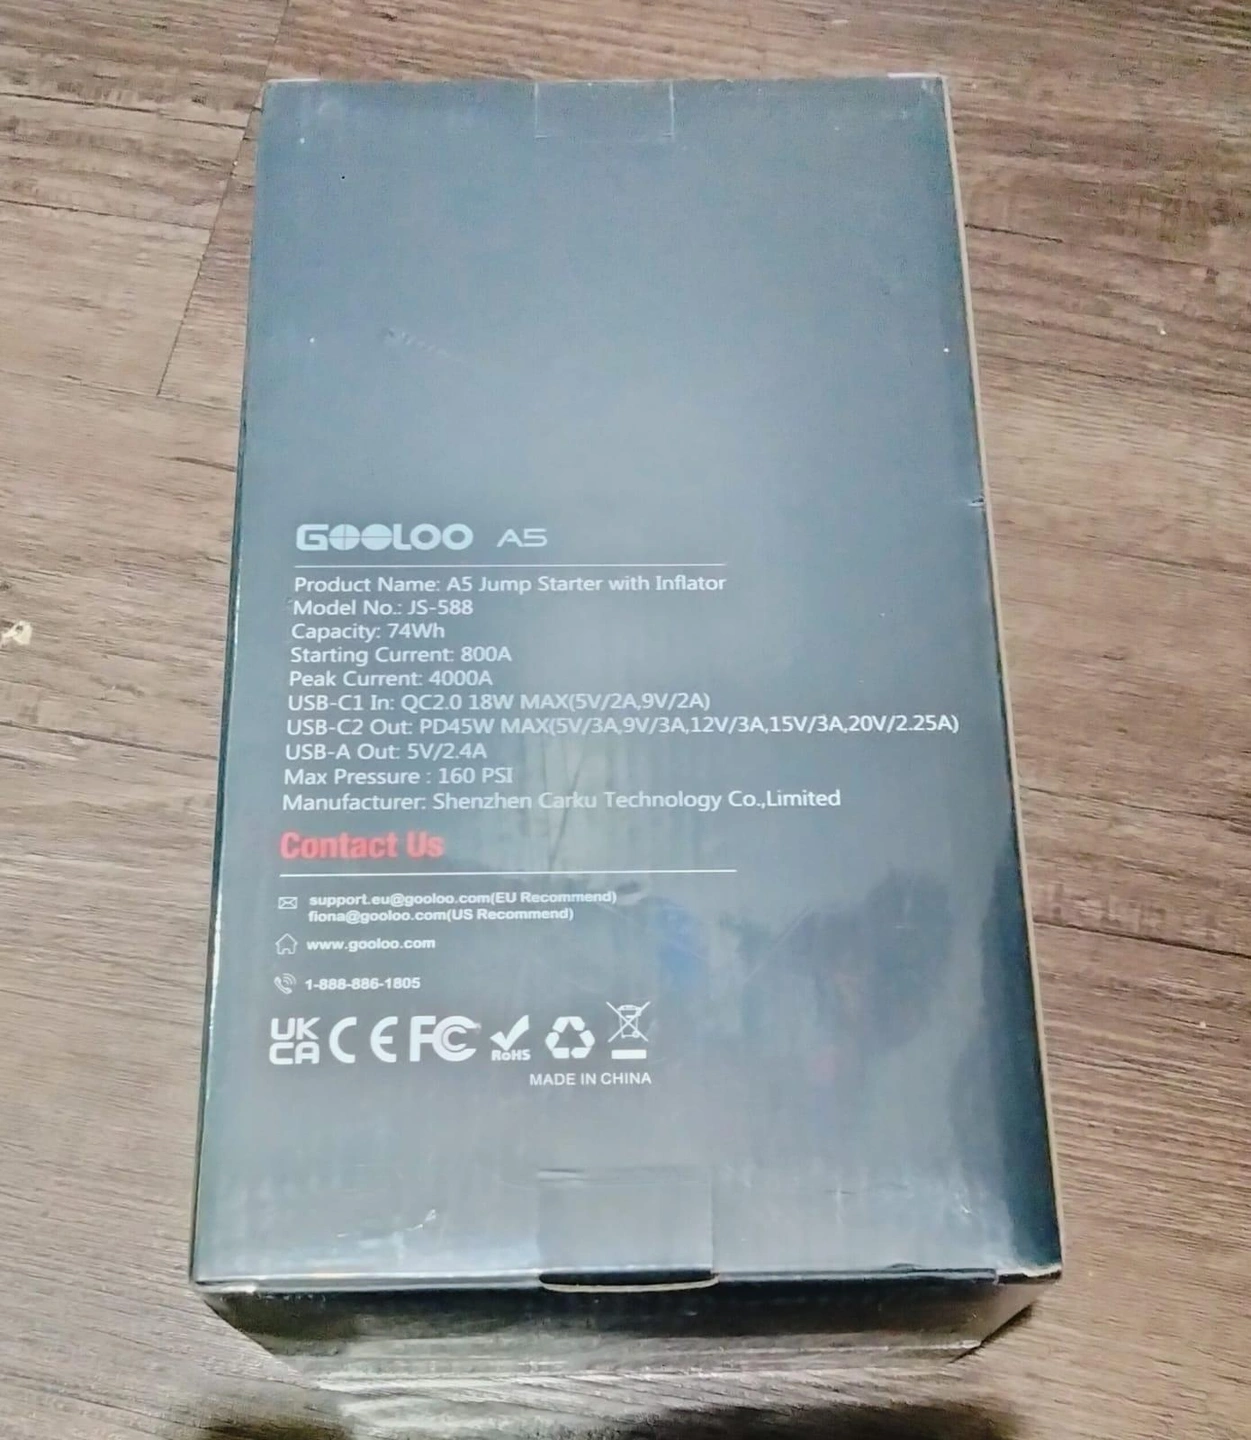 GOOLOO A5
Product Name: A5 Jump Starter with Inflator
Model No.: JS-588
Capacity: 74Wh
Starting Current: 800A
Peak Current: 4000A
USB-C1 In: QC2.0 18W MAX(5V/2A,9V/2A)
USB-C2 Out: PD45W MAX(5V/3A,9V/3A,12V/3A,15V/3A,20V/2.25A)
USB-A Out: 5V/2.4A
Max Pressure : 160 PSI
Manufacturer: Shenzhen Carku Technology Co.,Limited
Contact Us
support.eu@gooloo.com(EU Recommend)
fiona@gooloo.com(US Recommend)
www.gooloo.com
1-888-886-1805
UK CA CE FC RoHS
MADE IN CHINA